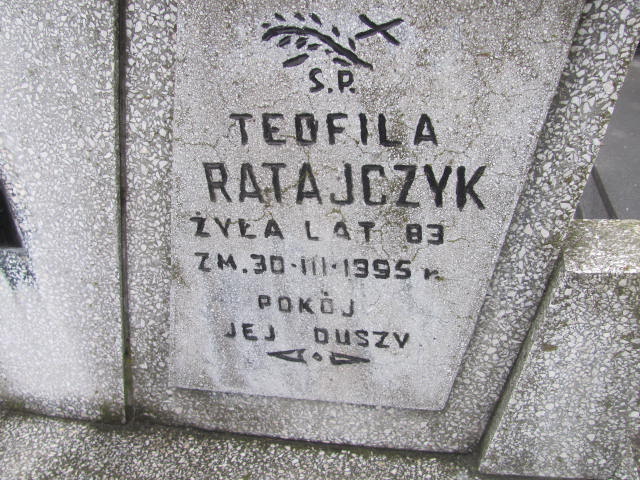 S.P.
TEOFILA
RATAJCZYK
ŻYŁA LAT 83
ZM. 30-III-1995 r.
POKÓJ
JEJ DUSZY